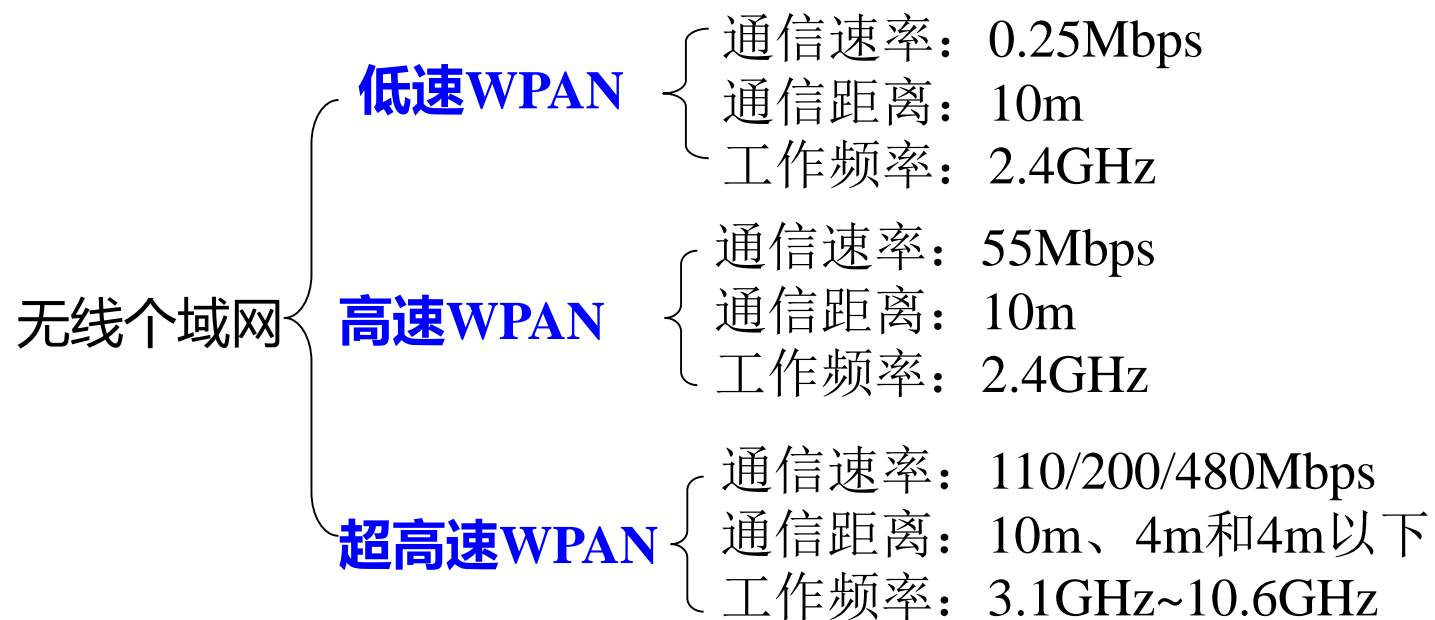 无线个域网
低速WPAN
通信速率：0.25Mbps
通信距离：10m
工作频率：2.4GHz
高速WPAN
通信速率：55Mbps
通信距离：10m
工作频率：2.4GHz
超高速WPAN
通信速率：110/200/480Mbps
通信距离：10m、4m和4m以下
工作频率：3.1GHz~10.6GHz